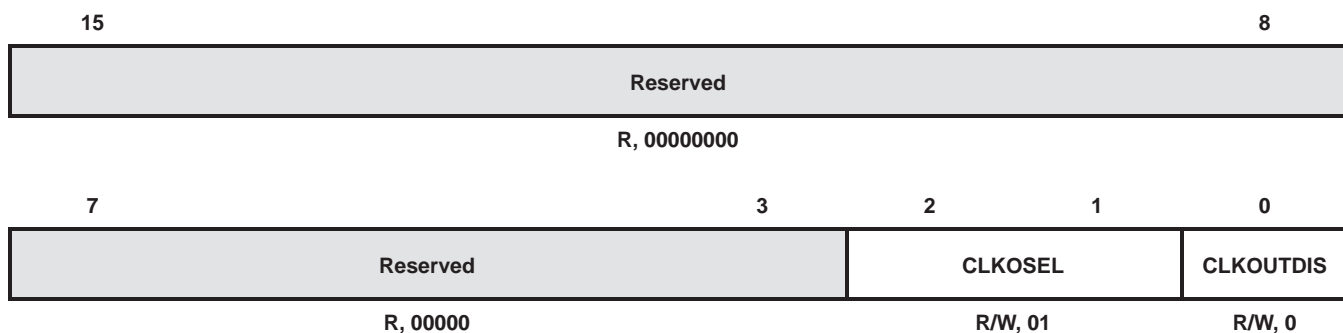 15 8
Reserved
R, 00000000
7 3 2 1 0
Reserved CLKOSEL CLKOUTDIS
R, 00000 R/W, 01 R/W, 0